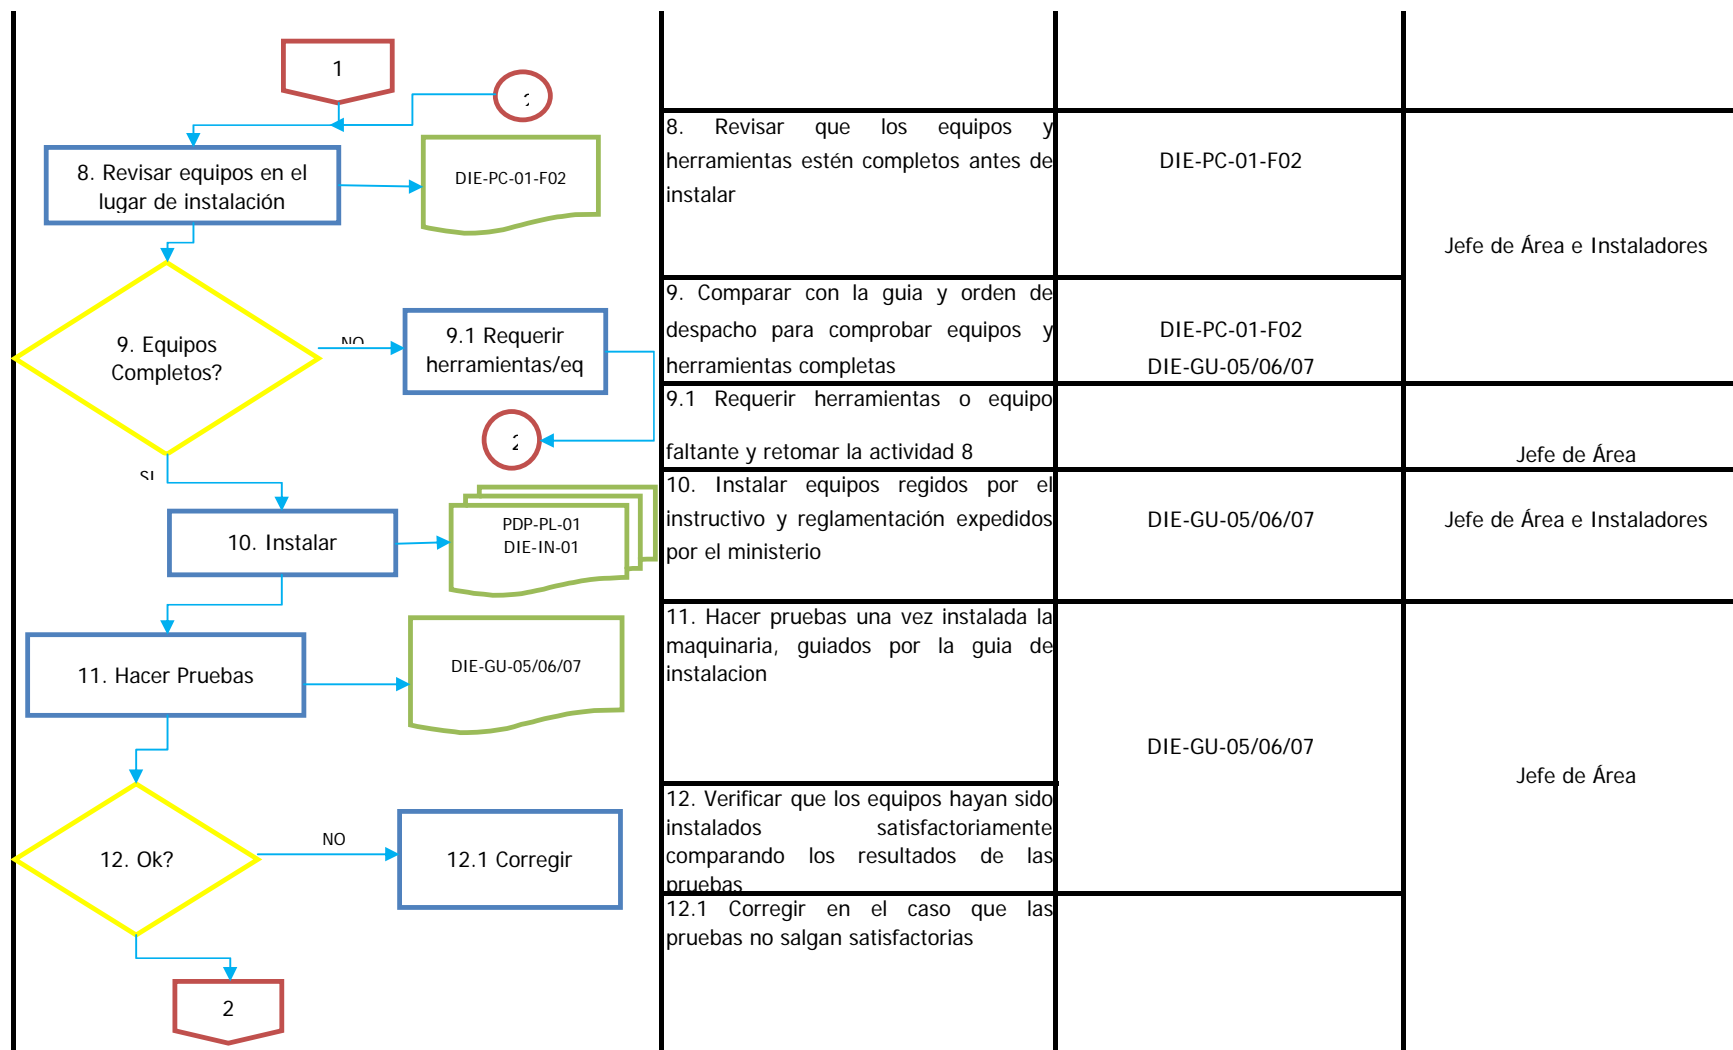 1
8. Revisar equipos en el
lugar de instalación
DIE-PC-01-F02
9. Equipos
Completos?
NO
9.1 Requerir
herramientas/eq
SI
10. Instalar
PDP-PL-01
DIE-IN-01
11. Hacer Pruebas
DIE-GU-05/06/07
12. Ok?
NO
12.1 Corregir
2
8. Revisar que los equipos y
herramientas estén completos antes de
instalar
DIE-PC-01-F02
Jefe de Área e Instaladores
9. Comparar con la guia y orden de
despacho para comprobar equipos y
herramientas completas
DIE-PC-01-F02
DIE-GU-05/06/07
9.1 Requerir herramientas o equipo
faltante y retomar la actividad 8
Jefe de Área
10. Instalar equipos regidos por el
instructivo y reglamentación expedidos
por el ministerio
DIE-GU-05/06/07
Jefe de Área e Instaladores
11. Hacer pruebas una vez instalada la
maquinaria, guiados por la guia de
instalacion
DIE-GU-05/06/07
Jefe de Área
12. Verificar que los equipos hayan sido
instalados satisfactoriamente
comparando los resultados de las
pruebas
12.1 Corregir en el caso que las
pruebas no salgan satisfactorias